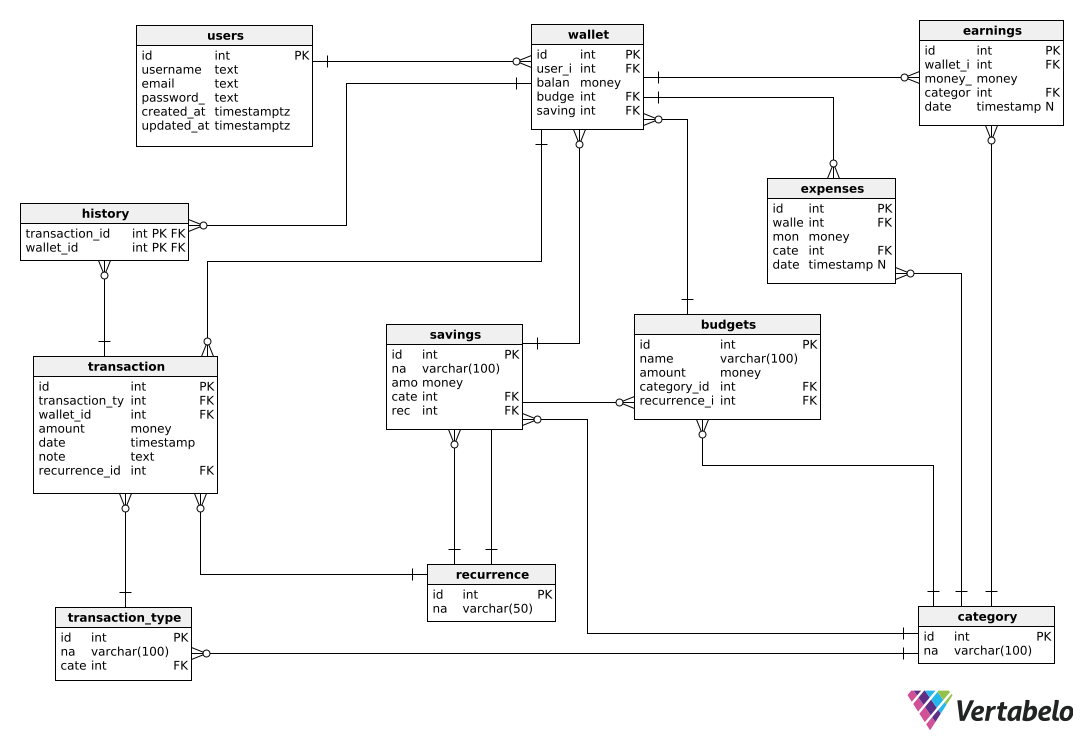 users
id int PK
username text
email text
password_ text
created_at timestamptz
updated_at timestamptz
wallet
id int PK
user_i int FK
balan money
budge int FK
saving int FK
earnings
id int PK
wallet_i int FK
money_ money
categor int FK
date timestamp N
history
transaction_id int PK FK
wallet_id int PK FK
expenses
id int PK
walle int FK
mon money
cate int FK
date timestamp N
transaction
id int PK
transaction_ty int FK
wallet_id int FK
amount money
date timestamp
note text
recurrence_id int FK
savings
id int PK
na varchar(100)
amo money
cate int FK
rec int FK
budgets
id int PK
name varchar(100)
amount money
category_id int FK
recurrence_i int FK
recurrence
id int PK
na varchar(50)
transaction_type
id int PK
na varchar(100)
cate int FK
category
id int PK
na varchar(100)
Vertabelo